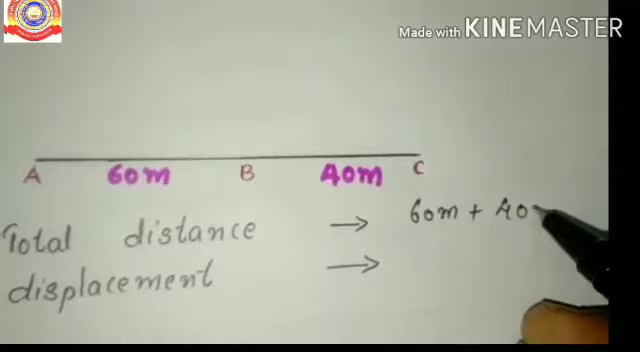 Made with KINEMASTER
A 60m B 40m C
Total distance → 60m + 40
displacement →